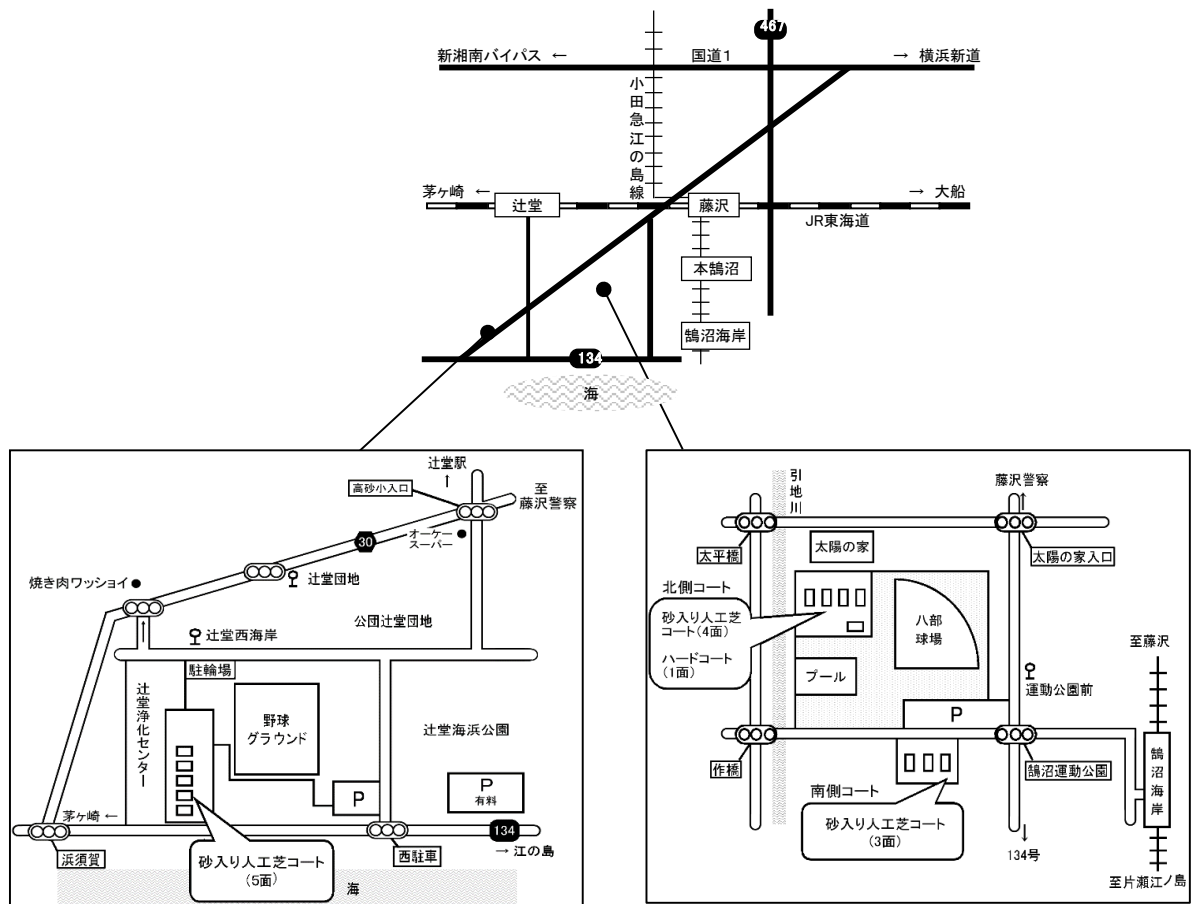 467
新湘南バイパス ←
国道1
→ 横浜新道
小田急江の島線
茅ヶ崎 ←
辻堂
藤沢
→ 大船
JR東海道
本鵠沼
鵠沼海岸
134
海
辻堂駅
↑
高砂小入口
至
藤沢警察
オーケー
スーパー
30
焼き肉ワッショイ
辻堂団地
公団辻堂団地
辻堂西海岸
駐輪場
辻堂浄化センター
野球
グラウンド
辻堂海浜公園
P
P
有料
茅ヶ崎 ←
134
→ 江の島
浜須賀
西駐車
砂入り人工芝コート
(5面)
海
引地川
藤沢警察
↑
太平橋
太陽の家
太陽の家入口
北側コート
砂入り人工芝
コート(4面)
ハードコート
(1面)
八部
球場
プール
至藤沢
運動公園前
P
作橋
鵠沼運動公園
鵠沼海岸
南側コート
砂入り人工芝コート
(3面)
↓
134号
至片瀬江ノ島